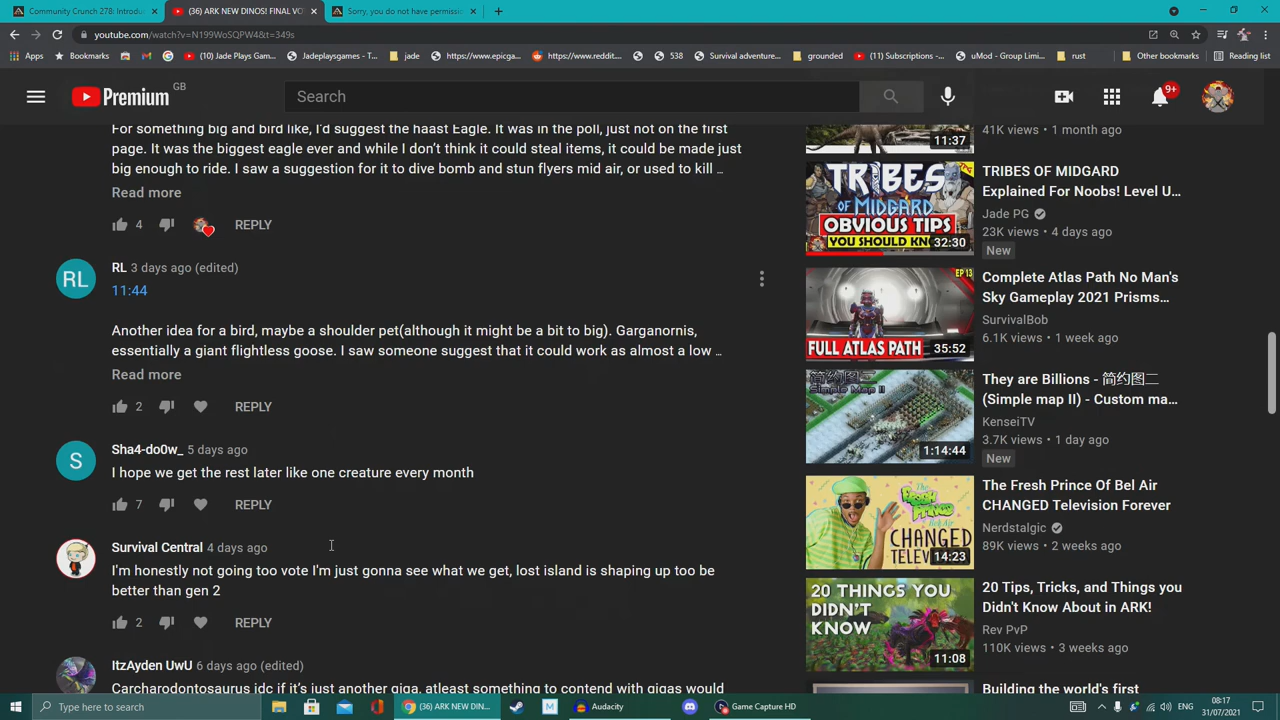 Community Crunch 278: Introdu
(36) ARK NEW DINOS! FINAL VO
Sorry, you do not have permissi
youtube.com/watch?v=N199WoSQPW4&t=349s
Apps
Bookmarks
(10) Jade Plays Gam...
Jadeplaysgames - T...
jade
https://www.epicga...
https://www.reddit...
538
Survival adventure...
grounded
(11) Subscriptions -...
uMod - Group Limi...
rust
Other bookmarks
Reading list
Premium
GB
Search
9+
For something big and bird like, I'd suggest the haast Eagle. It was in the poll, just not on the first
page. It was the biggest eagle ever and while I don't think it could steal items, it could be made just
big enough to ride. I saw a suggestion for it to dive bomb and stun flyers mid air, or used to kill ...
Read more
4 REPLY
RL
RL 3 days ago (edited)
11:44
Another idea for a bird, maybe a shoulder pet(although it might be a bit to big). Garganornis,
essentially a giant flightless goose. I saw someone suggest that it could work as almost a low ...
Read more
2 REPLY
S
Sha4-do0w_ 5 days ago
I hope we get the rest later like one creature every month
7 REPLY
Survival Central 4 days ago
I'm honestly not going too vote I'm just gonna see what we get, lost island is shaping up too be
better than gen 2
2 REPLY
ItzAyden UwU 6 days ago (edited)
Carcharodontosaurus idc if it's just another giga, atleast something to contend with gigas would
11:37
41K views • 1 month ago
TRIBES
OF MIDGARD
OBVIOUS TIPS
YOU SHOULD KN
32:30
TRIBES OF MIDGARD
Explained For Noobs! Level U...
Jade PG
23K views • 4 days ago
New
EP 13
FULL ATLAS PATH
35:52
Complete Atlas Path No Man's
Sky Gameplay 2021 Prisms...
SurvivalBob
6.1K views • 1 week ago
简约图二
(Simple Map II)
1:14:44
They are Billions - 简约图二
(Simple map II) - Custom ma...
KenseiTV
3.7K views • 1 day ago
New
The FRESH PRINCE
OF BEL AIR
CHANGED
TELEV
14:23
The Fresh Prince Of Bel Air
CHANGED Television Forever
Nerdstalgic
89K views • 2 weeks ago
20 THINGS YOU
DIDN'T
KNOW
11:08
20 Tips, Tricks, and Things you
Didn't Know About in ARK!
Rev PvP
110K views • 3 weeks ago
Building the world's first
Type here to search
(36) ARK NEW DIN...
Audacity
Game Capture HD
ENG
08:17
31/07/2021